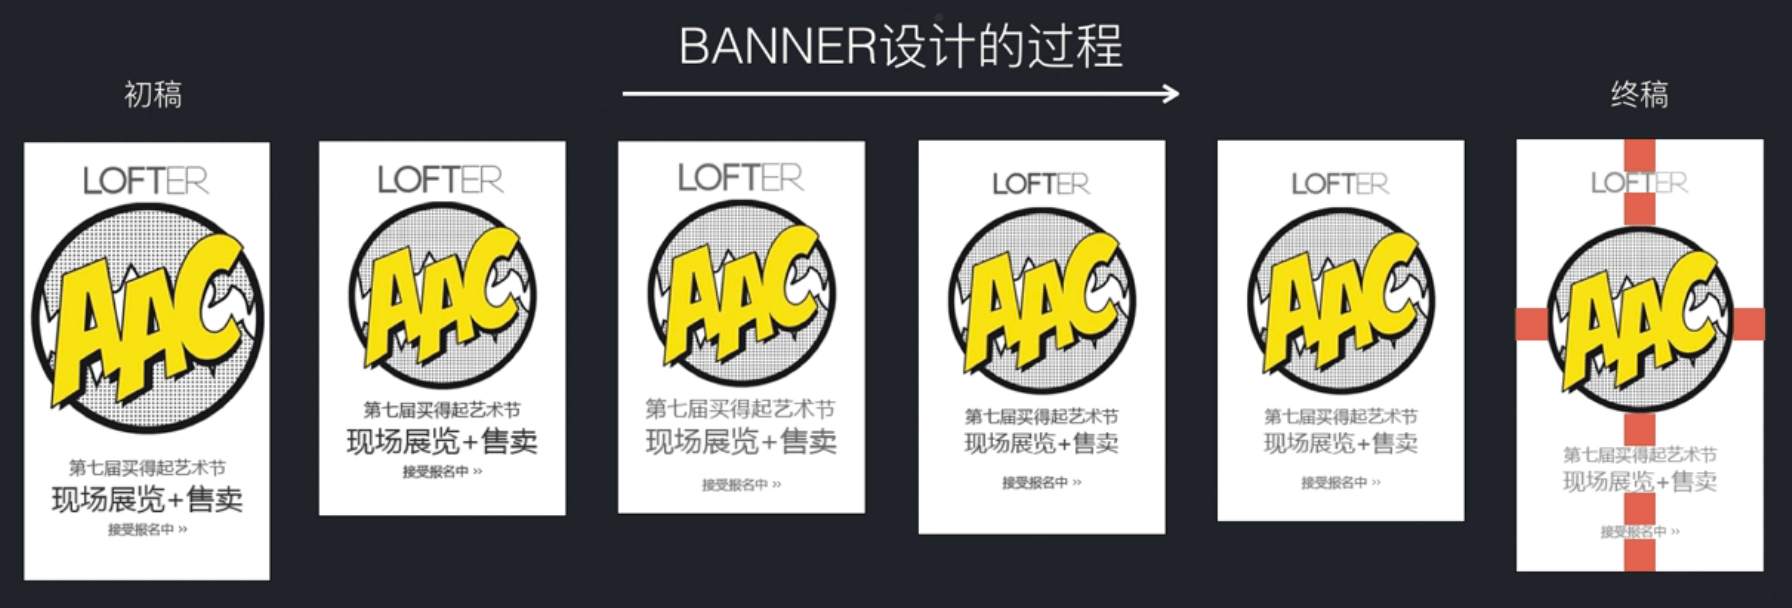 BANNER设计的过程
初稿
终稿
LOFTER
AAC
第七届买得起艺术节
现场展览+售卖
接受报名中 >>
LOFTER
AAC
第七届买得起艺术节
现场展览+售卖
接受报名中 >>
LOFTER
AAC
第七届买得起艺术节
现场展览+售卖
接受报名中 >>
LOFTER
AAC
第七届买得起艺术节
现场展览+售卖
接受报名中 >>
LOFTER
AAC
第七届买得起艺术节
现场展览+售卖
接受报名中 >>
LOFTER
AAC
第七届买得起艺术节
现场展览+售卖
接受报名中 >>